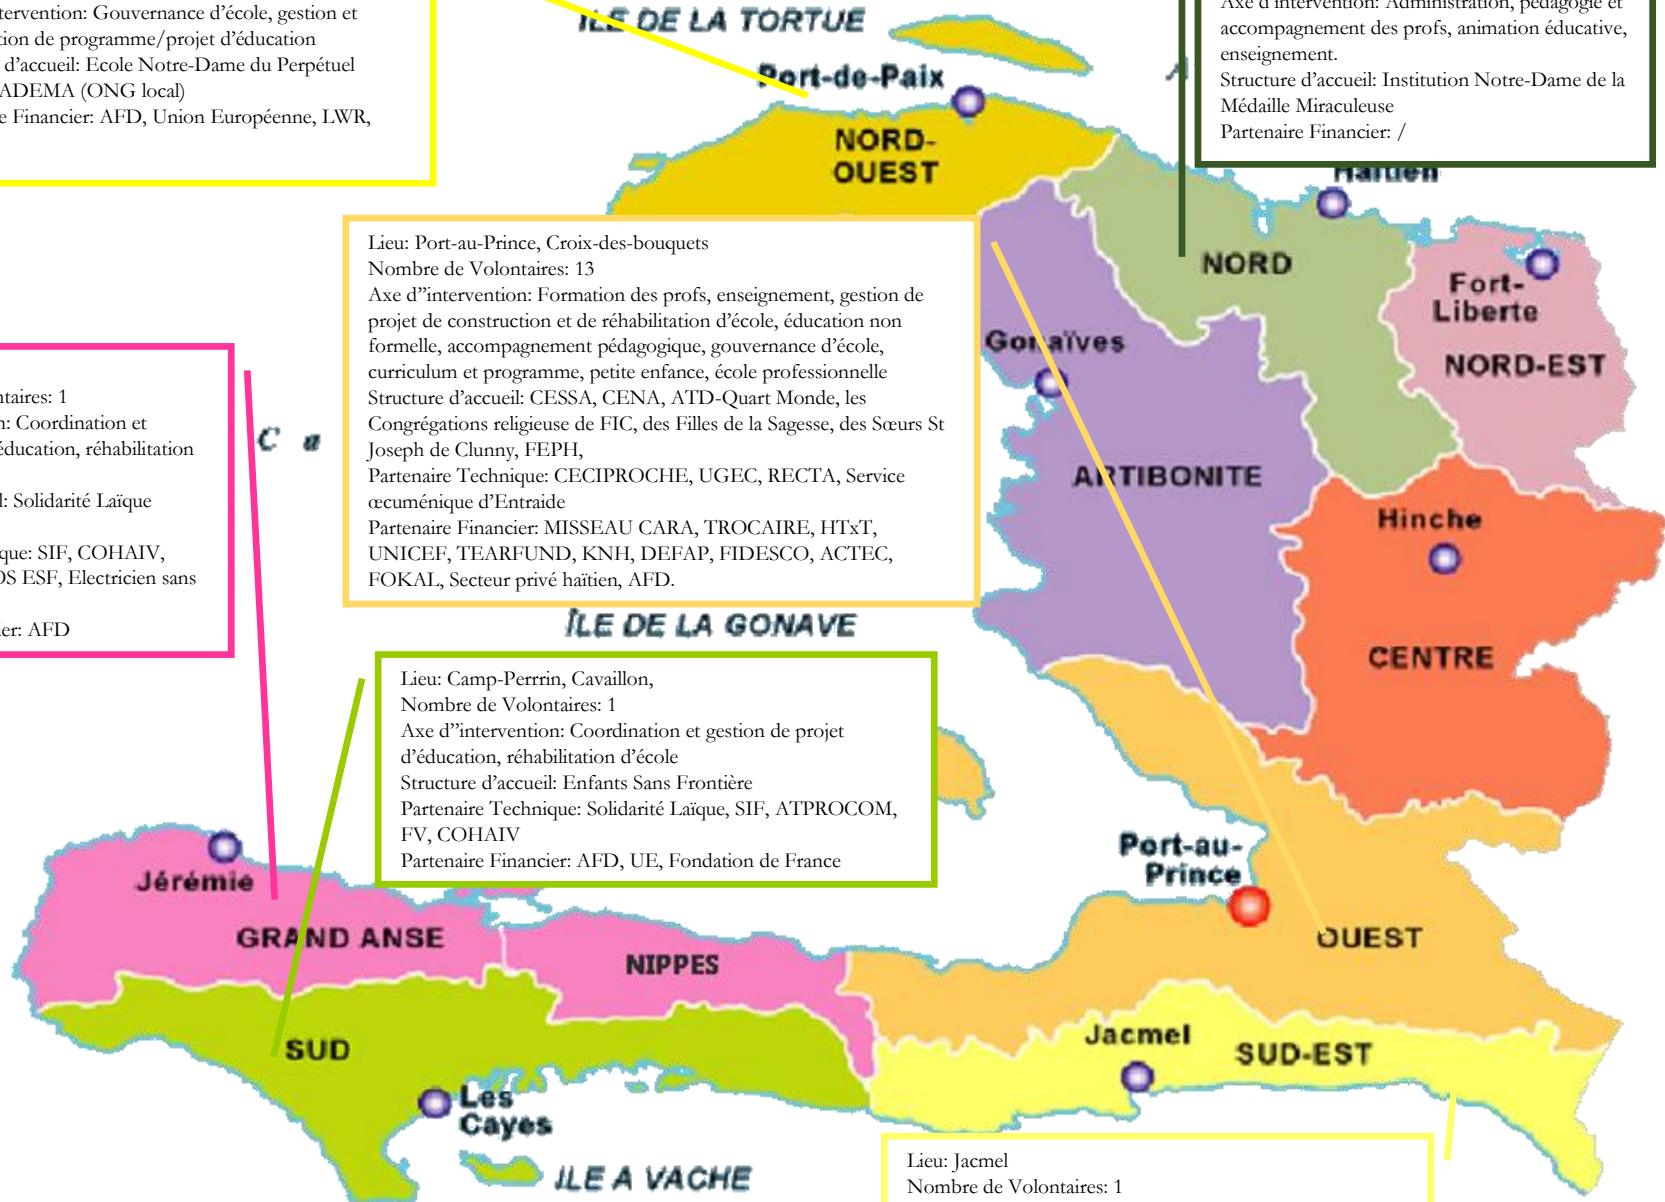 tervention: Gouvernance d'école, gestion et
tion de programme/projet d'éducation
d'accueil: Ecole Notre-Dame du Perpétuel
ADEMA (ONG local)
e Financier: AFD, Union Européenne, LWR,
ILE DE LA TORTUE
Port-de-Paix
NORD-
OUEST
Axe d'intervention: Administration, pédagogie et
accompagnement des profs, animation éducative,
enseignement.
Structure d'accueil: Institution Notre-Dame de la
Médaille Miraculeuse
Partenaire Financier: /
Haïtien
NORD
Fort-
Liberte
NORD-EST
Lieu: Port-au-Prince, Croix-des-bouquets
Nombre de Volontaires: 13
Axe d''intervention: Formation des profs, enseignement, gestion de
projet de construction et de réhabilitation d'école, éducation non
formelle, accompagnement pédagogique, gouvernance d'école,
curriculum et programme, petite enfance, école professionnelle
Structure d'accueil: CESSA, CENA, ATD-Quart Monde, les
Congrégations religieuse de FIC, des Filles de la Sagesse, des Sœurs St
Joseph de Clunny, FEPH,
Partenaire Technique: CECIPROCHE, UGEC, RECTA, Service
œcuménique d'Entraide
Partenaire Financier: MISSEAU CARA, TROCAIRE, HTxT,
UNICEF, TEARFUND, KNH, DEFAP, FIDESCO, ACTEC,
FOKAL, Secteur privé haïtien, AFD.
Gonaïves
ARTIBONITE
Hinche
CENTRE
ntaires: 1
n: Coordination et
éducation, réhabilitation
l: Solidarité Laïque
que: SIF, COHAIV,
OS ESF, Electricien sans
ier: AFD
C a
ÎLE DE LA GONAVE
Lieu: Camp-Perrrin, Cavaillon,
Nombre de Volontaires: 1
Axe d''intervention: Coordination et gestion de projet
d'éducation, réhabilitation d'école
Structure d'accueil: Enfants Sans Frontière
Partenaire Technique: Solidarité Laïque, SIF, ATPROCOM,
FV, COHAIV
Partenaire Financier: AFD, UE, Fondation de France
Port-au-
Prince
OUEST
Jérémie
GRAND ANSE
NIPPES
SUD
Les
Cayes
ILE A VACHE
Jacmel
SUD-EST
Lieu: Jacmel
Nombre de Volontaires: 1